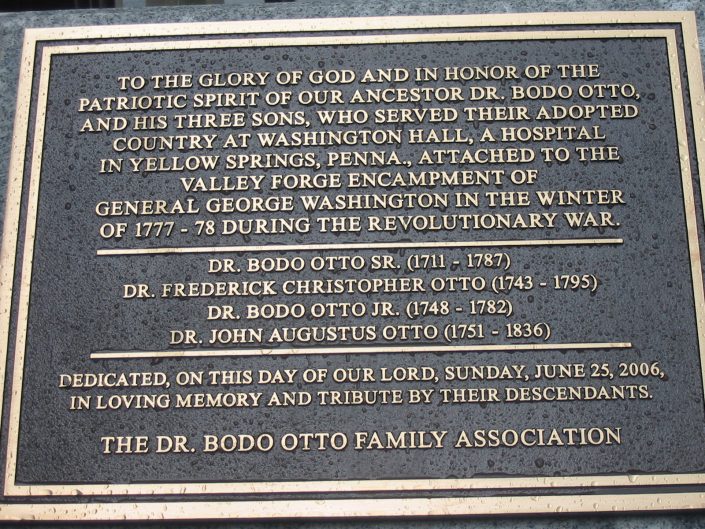 TO THE GLORY OF GOD AND IN HONOR OF THE
PATRIOTIC SPIRIT OF OUR ANCESTOR DR. BODO OTTO,
AND HIS THREE SONS, WHO SERVED THEIR ADOPTED
COUNTRY AT WASHINGTON HALL, A HOSPITAL
IN YELLOW SPRINGS, PENNA., ATTACHED TO THE
VALLEY FORGE ENCAMPMENT OF
GENERAL GEORGE WASHINGTON IN THE WINTER
OF 1777 - 78 DURING THE REVOLUTIONARY WAR.
DR. BODO OTTO SR. (1711 - 1787)
DR. FREDERICK CHRISTOPHER OTTO (1743 - 1795)
DR. BODO OTTO JR. (1748 - 1782)
DR. JOHN AUGUSTUS OTTO (1751 - 1836)
DEDICATED, ON THIS DAY OF OUR LORD, SUNDAY, JUNE 25, 2006,
IN LOVING MEMORY AND TRIBUTE BY THEIR DESCENDANTS.
THE DR. BODO OTTO FAMILY ASSOCIATION